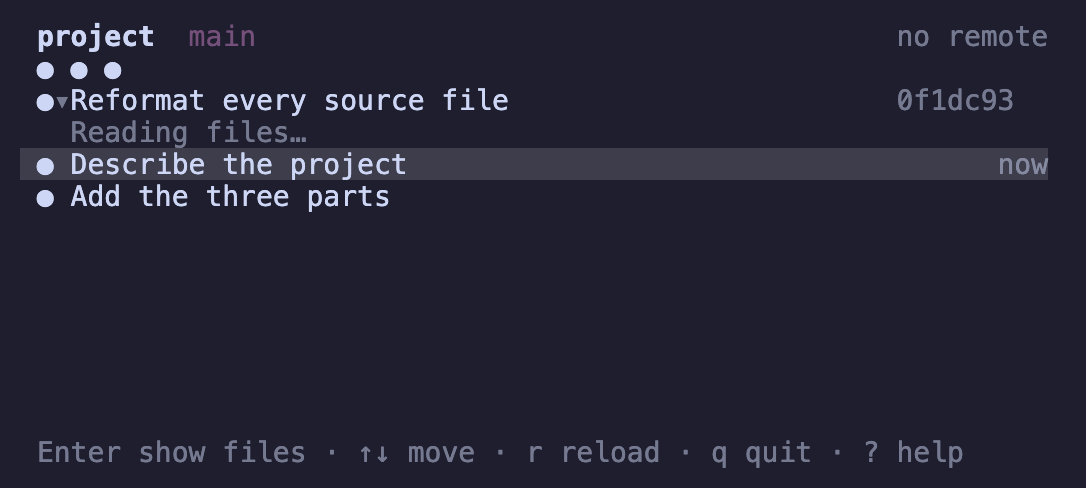 project main no remote
● ● ●
●▾Reformat every source file 0f1dc93
Reading files…
● Describe the project now
● Add the three parts
Enter show files · ↑↓ move · r reload · q quit · ? help